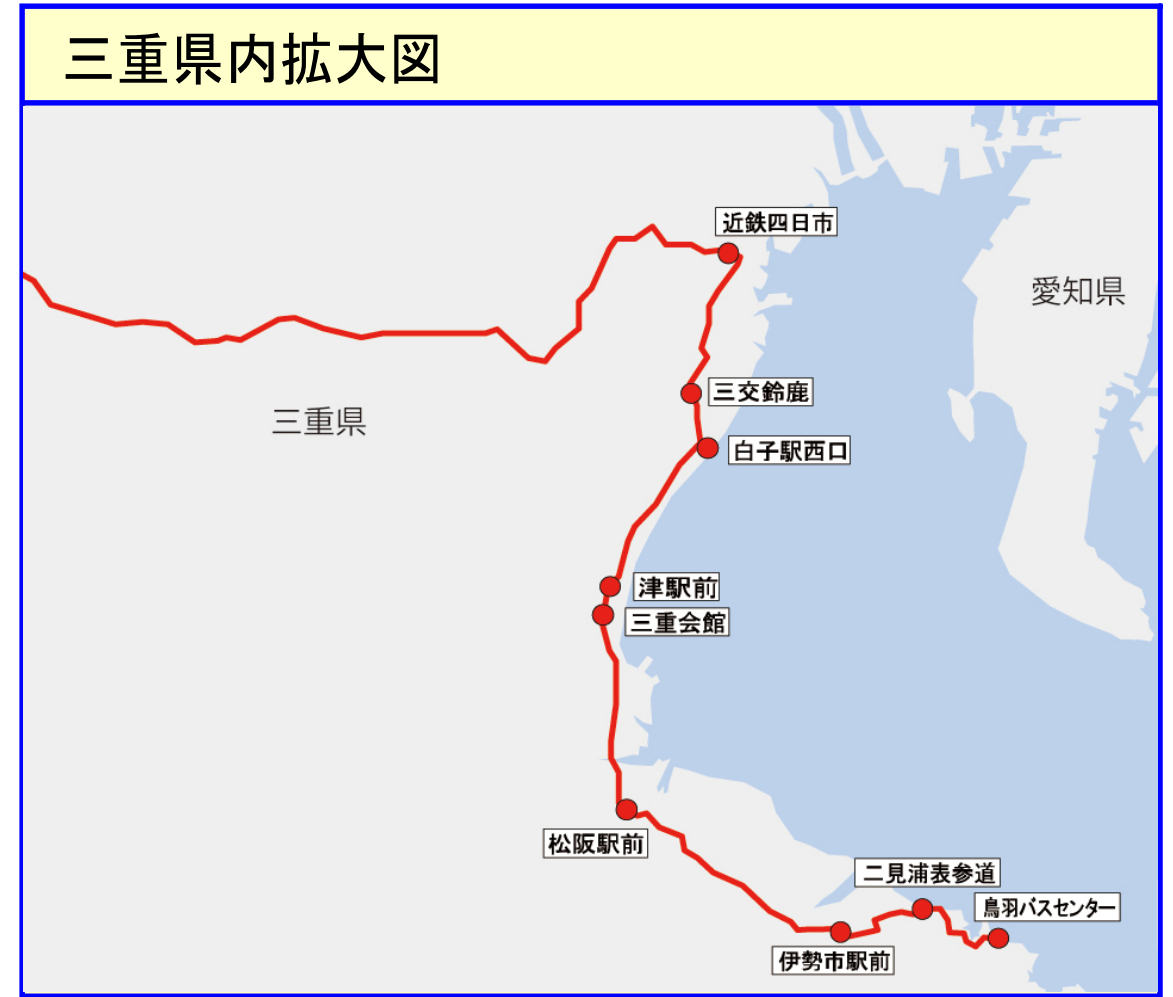 三重県内拡大図
近鉄四日市
愛知県
三交鈴鹿
三重県
白子駅西口
津駅前
三重会館
松阪駅前
二見浦表参道
鳥羽バスセンター
伊勢市駅前